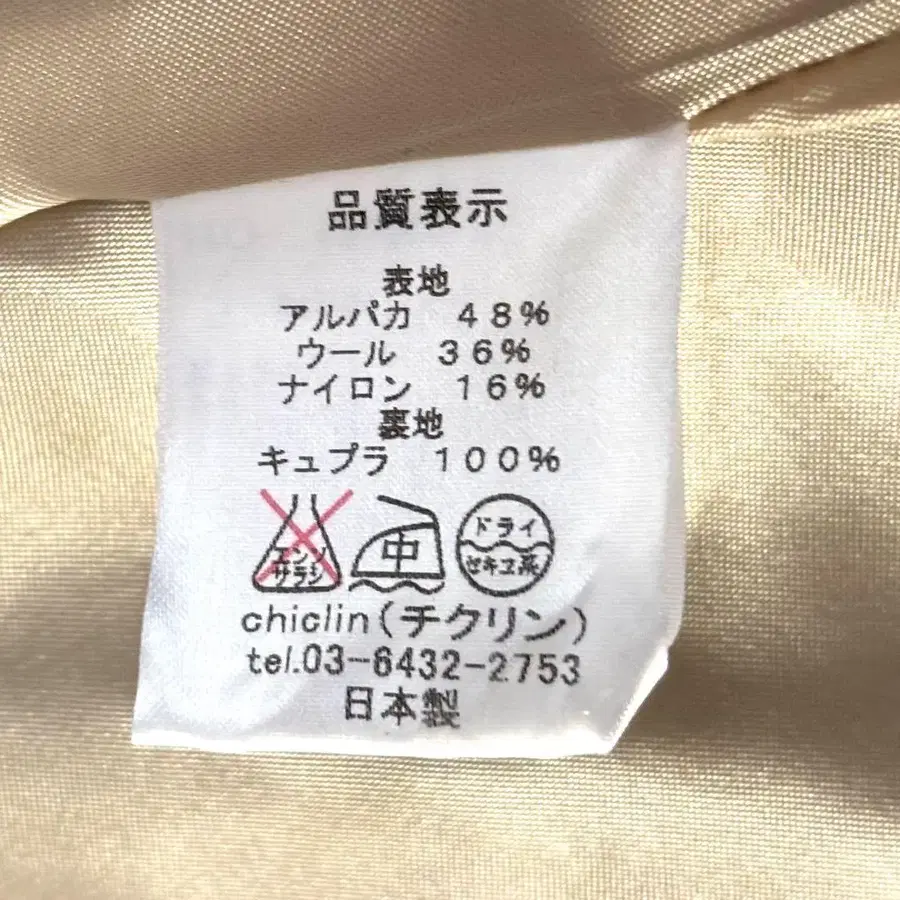 品質表示
表地
アルパカ 48%
ウール 36%
ナイロン 16%
裏地
キュプラ 100%
エンソ
サラシ
中
ドライ
セキユ系
chiclin(チクリン)
tel.03-6432-2753
日本製